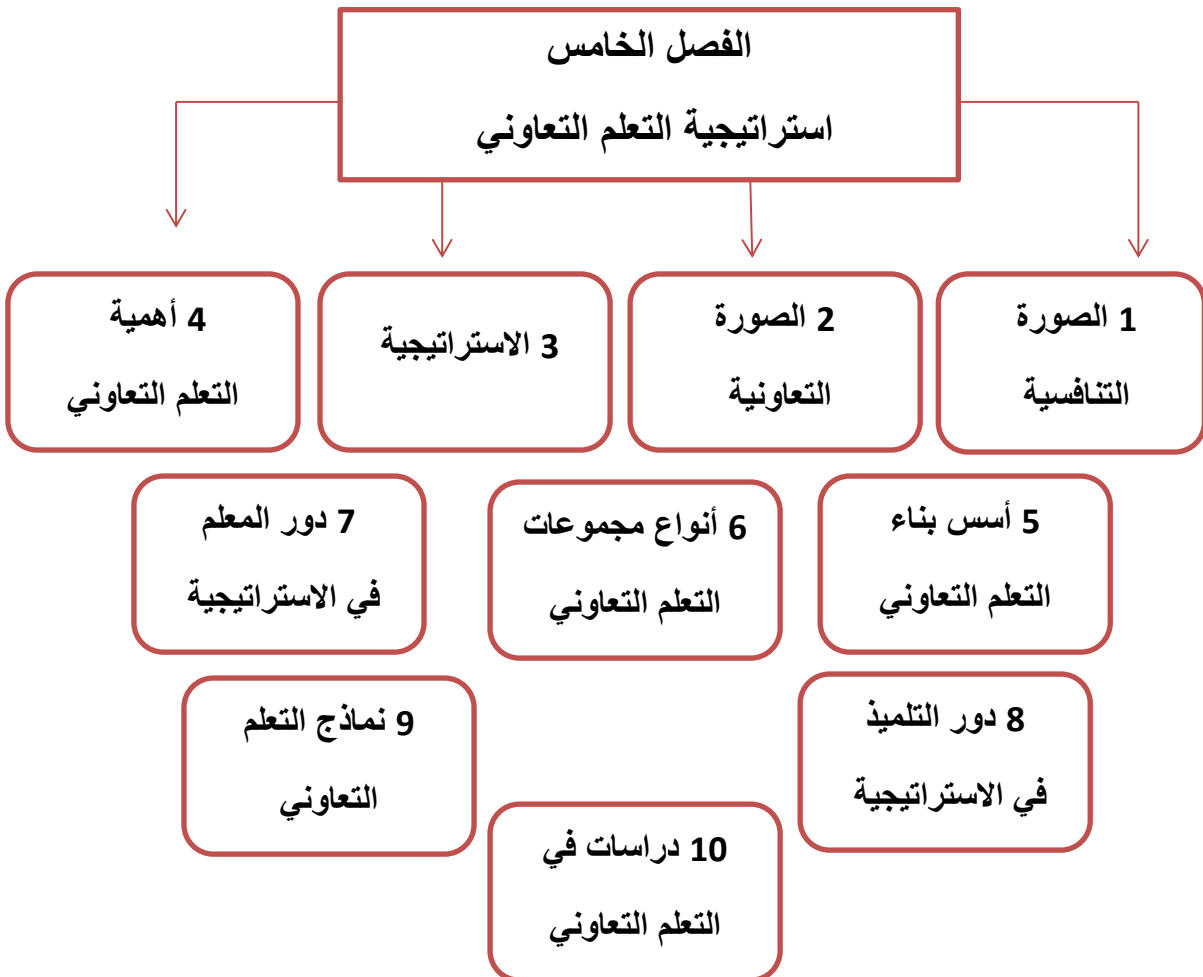 الفصل الخامس
استراتيجية التعلم التعاوني
1 الصورة
التنافسية
2 الصورة
التعاونية
3 الاستراتيجية
4 أهمية
التعلم التعاوني
5 أسس بناء
التعلم التعاوني
6 أنواع مجموعات
التعلم التعاوني
7 دور المعلم
في الاستراتيجية
8 دور التلميذ
في الاستراتيجية
9 نماذج التعلم
التعاوني
10 دراسات في
التعلم التعاوني